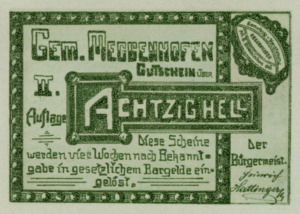 Gem. Meggenhofen
Gutschein über
II.
Auflage
Achtzig Hell.
Diese Scheine
werden vier Wochen nach Bekannt-
gabe in gesetzlichem Bargelde ein-
gelöst.
Der
Bürgermeist.
Heinrich